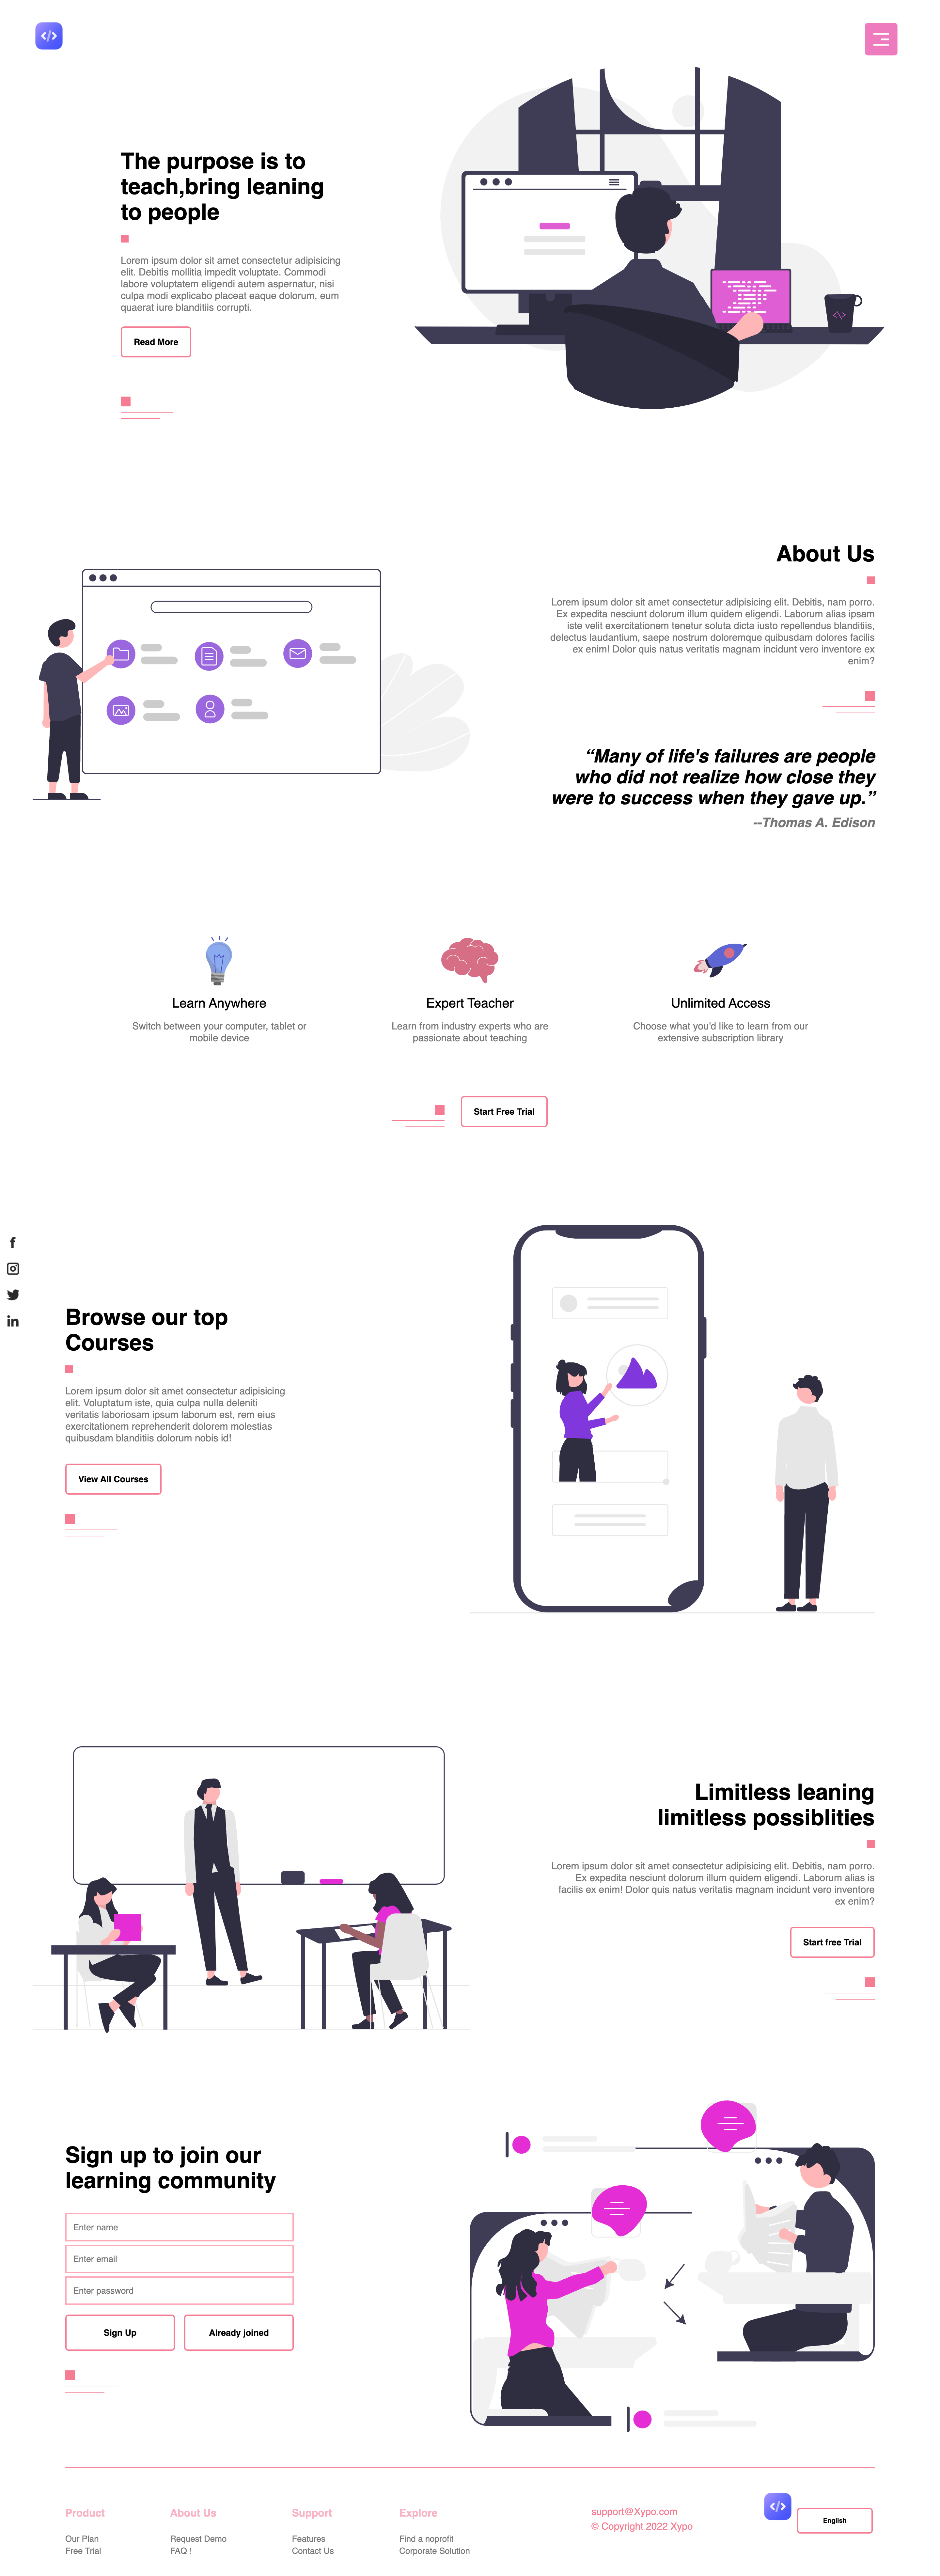 The purpose is to
teach,bring leaning
to people
Lorem ipsum dolor sit amet consectetur adipisicing
elit. Debitis mollitia impedit voluptate. Commodi
labore voluptatem eligendi autem aspernatur, nisi
culpa modi explicabo placeat eaque dolorum, eum
quaerat iure blanditiis corrupti.
Read More
About Us
Lorem ipsum dolor sit amet consectetur adipisicing elit. Debitis, nam porro.
Ex expedita nesciunt dolorum illum quidem eligendi. Laborum alias ipsam
iste velit exercitationem tenetur soluta dicta iusto repellendus blanditiis,
delectus laudantium, saepe nostrum doloremque quibusdam dolores facilis
ex enim! Dolor quis natus veritatis magnam incidunt vero inventore ex
enim?
“Many of life's failures are people
who did not realize how close they
were to success when they gave up.”
--Thomas A. Edison
Learn Anywhere
Switch between your computer, tablet or
mobile device
Expert Teacher
Learn from industry experts who are
passionate about teaching
Unlimited Access
Choose what you'd like to learn from our
extensive subscription library
Start Free Trial
Browse our top
Courses
Lorem ipsum dolor sit amet consectetur adipisicing
elit. Voluptatum iste, quia culpa nulla deleniti
veritatis laboriosam ipsum laborum est, rem eius
exercitationem reprehenderit dolorem molestias
quibusdam blanditiis dolorum nobis id!
View All Courses
Limitless leaning
limitless possiblities
Lorem ipsum dolor sit amet consectetur adipisicing elit. Debitis, nam porro.
Ex expedita nesciunt dolorum illum quidem eligendi. Laborum alias is
facilis ex enim! Dolor quis natus veritatis magnam incidunt vero inventore
ex enim?
Start free Trial
Sign up to join our
learning community
Enter name
Enter email
Enter password
Sign Up
Already joined
Product
Our Plan
Free Trial
About Us
Request Demo
FAQ !
Support
Features
Contact Us
Explore
Find a noprofit
Corporate Solution
support@Xypo.com
© Copyright 2022 Xypo
English